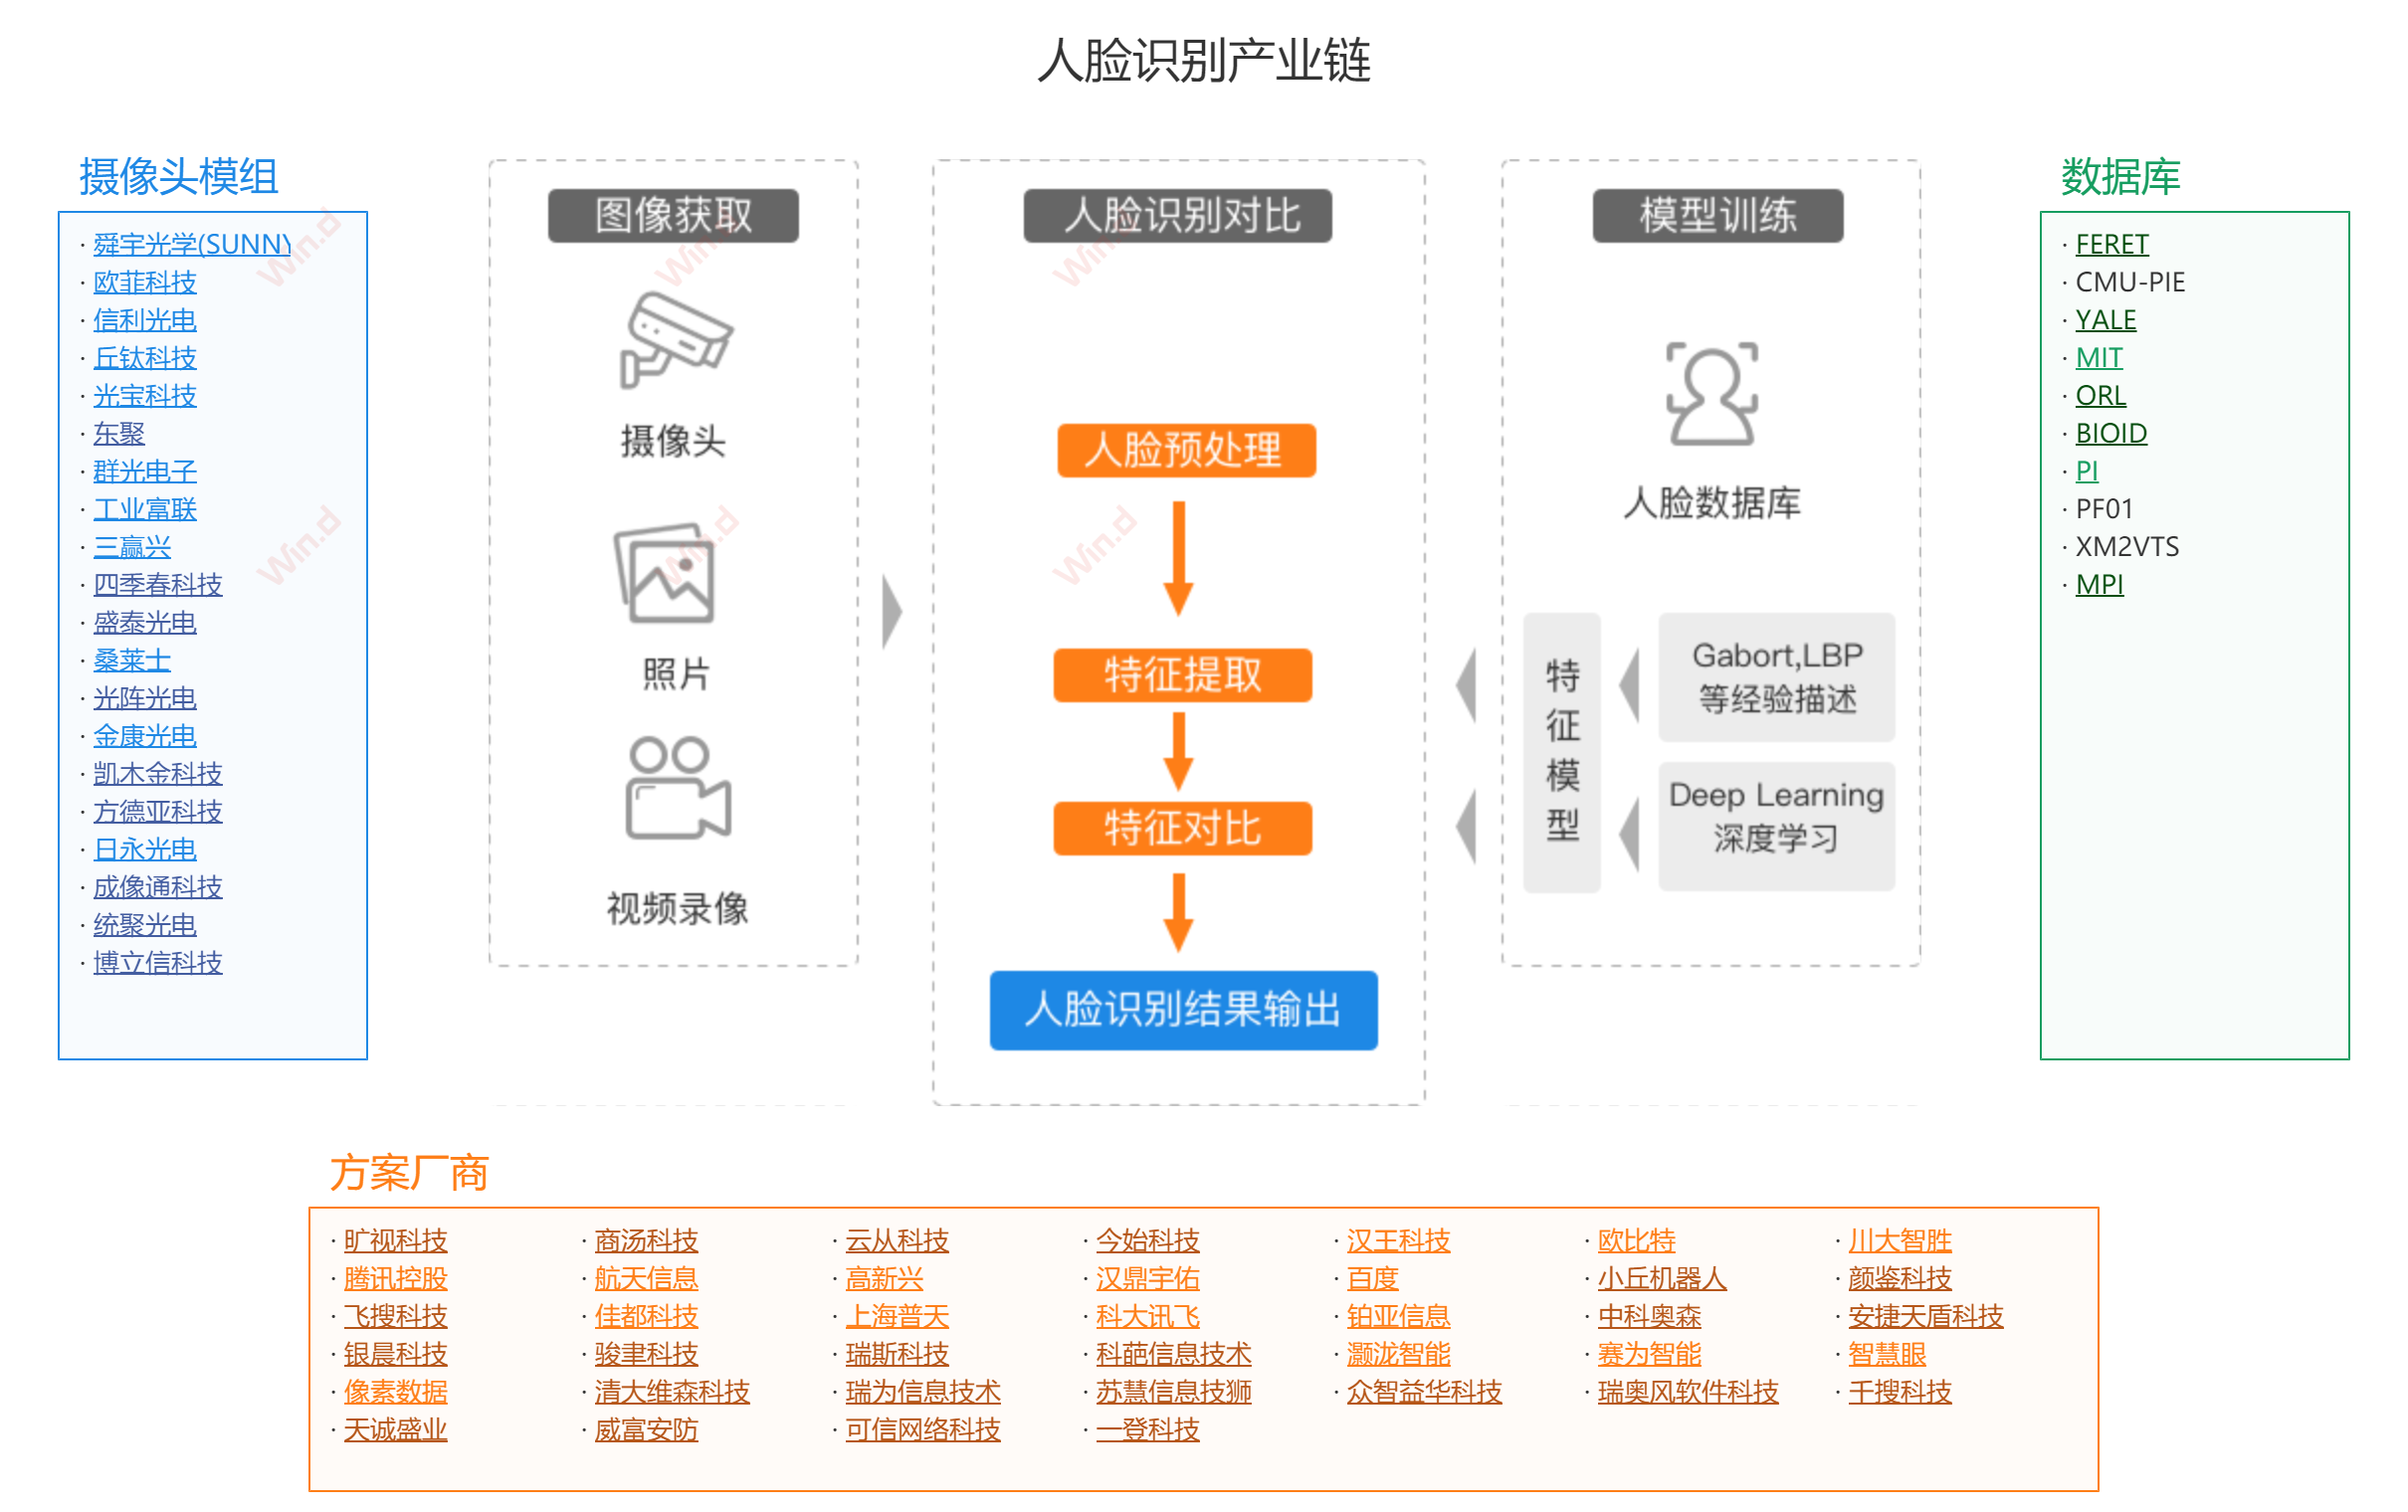 人脸识别产业链
摄像头模组
· 舜宇光学(SUNNY
· 欧菲科技
· 信利光电
· 丘钛科技
· 光宝科技
· 东聚
· 群光电子
· 工业富联
· 三赢兴
· 四季春科技
· 盛泰光电
· 桑莱士
· 光阵光电
· 金康光电
· 凯木金科技
· 方德亚科技
· 日永光电
· 成像通科技
· 统聚光电
· 博立信科技
图像获取
摄像头
照片
视频录像
人脸识别对比
人脸预处理
特征提取
特征对比
人脸识别结果输出
模型训练
人脸数据库
特征模型
Gabort,LBP
等经验描述
Deep Learning
深度学习
数据库
· FERET
· CMU-PIE
· YALE
· MIT
· ORL
· BIOID
· PI
· PF01
· XM2VTS
· MPI
方案厂商
· 旷视科技 · 商汤科技 · 云从科技 · 今始科技 · 汉王科技 · 欧比特 · 川大智胜
· 腾讯控股 · 航天信息 · 高新兴 · 汉鼎宇佑 · 百度 · 小丘机器人 · 颜鉴科技
· 飞搜科技 · 佳都科技 · 上海普天 · 科大讯飞 · 铂亚信息 · 中科奥森 · 安捷天盾科技
· 银晨科技 · 骏聿科技 · 瑞斯科技 · 科葩信息技术 · 灏泷智能 · 赛为智能 · 智慧眼
· 像素数据 · 清大维森科技 · 瑞为信息技术 · 苏慧信息技狮 · 众智益华科技 · 瑞奥风软件科技 · 千搜科技
· 天诚盛业 · 威富安防 · 可信网络科技 · 一登科技
Win.d
Win.d
Win.d
Win.d
Win.d
Win.d